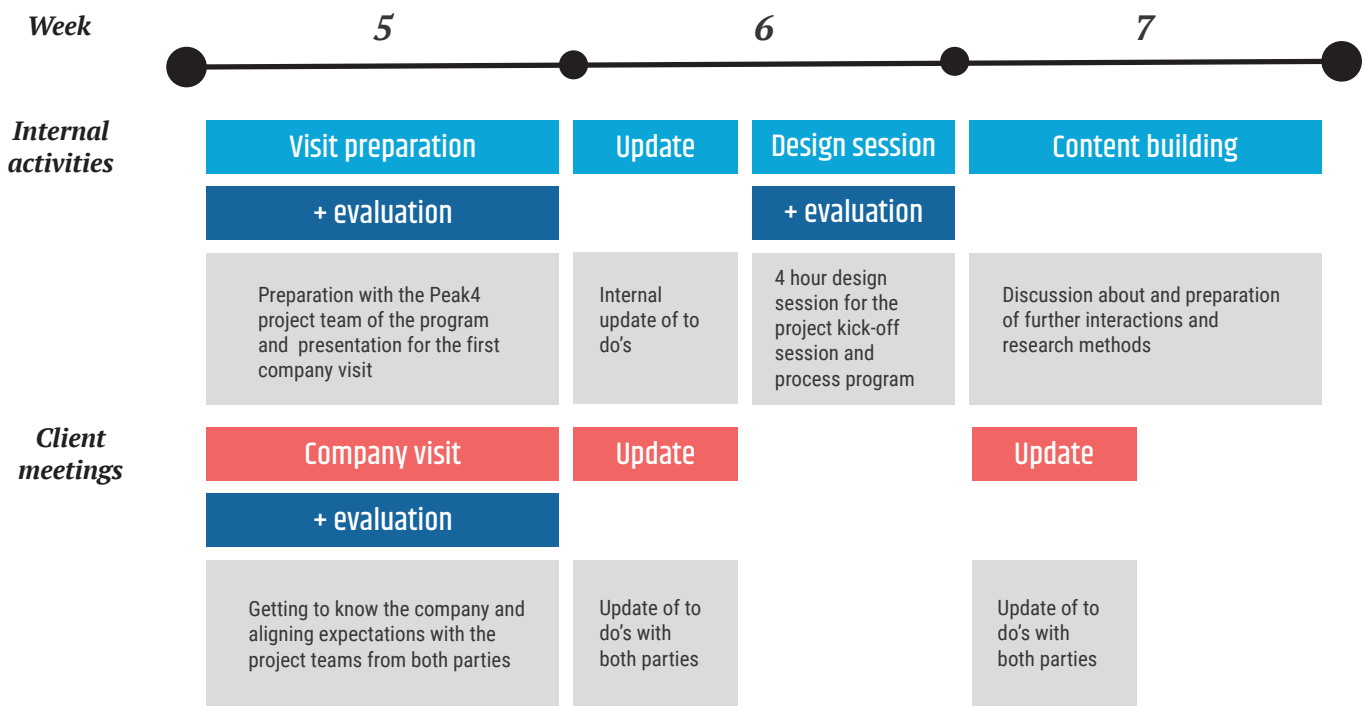 Week
5
6
7
Internal
activities
Visit preparation
Update
Design session
Content building
+ evaluation
+ evaluation
Preparation with the Peak4
project team of the program
and  presentation for the first
company visit
Internal
update of to
do’s
4 hour design
session for the
project kick-off
session and
process program
Discussion about and preparation
of further interactions and
research methods
Client
meetings
Company visit
Update
Update
+ evaluation
Getting to know the company and
aligning expectations with the
project teams from both parties
Update of to
do’s with
both parties
Update of to
do’s with
both parties